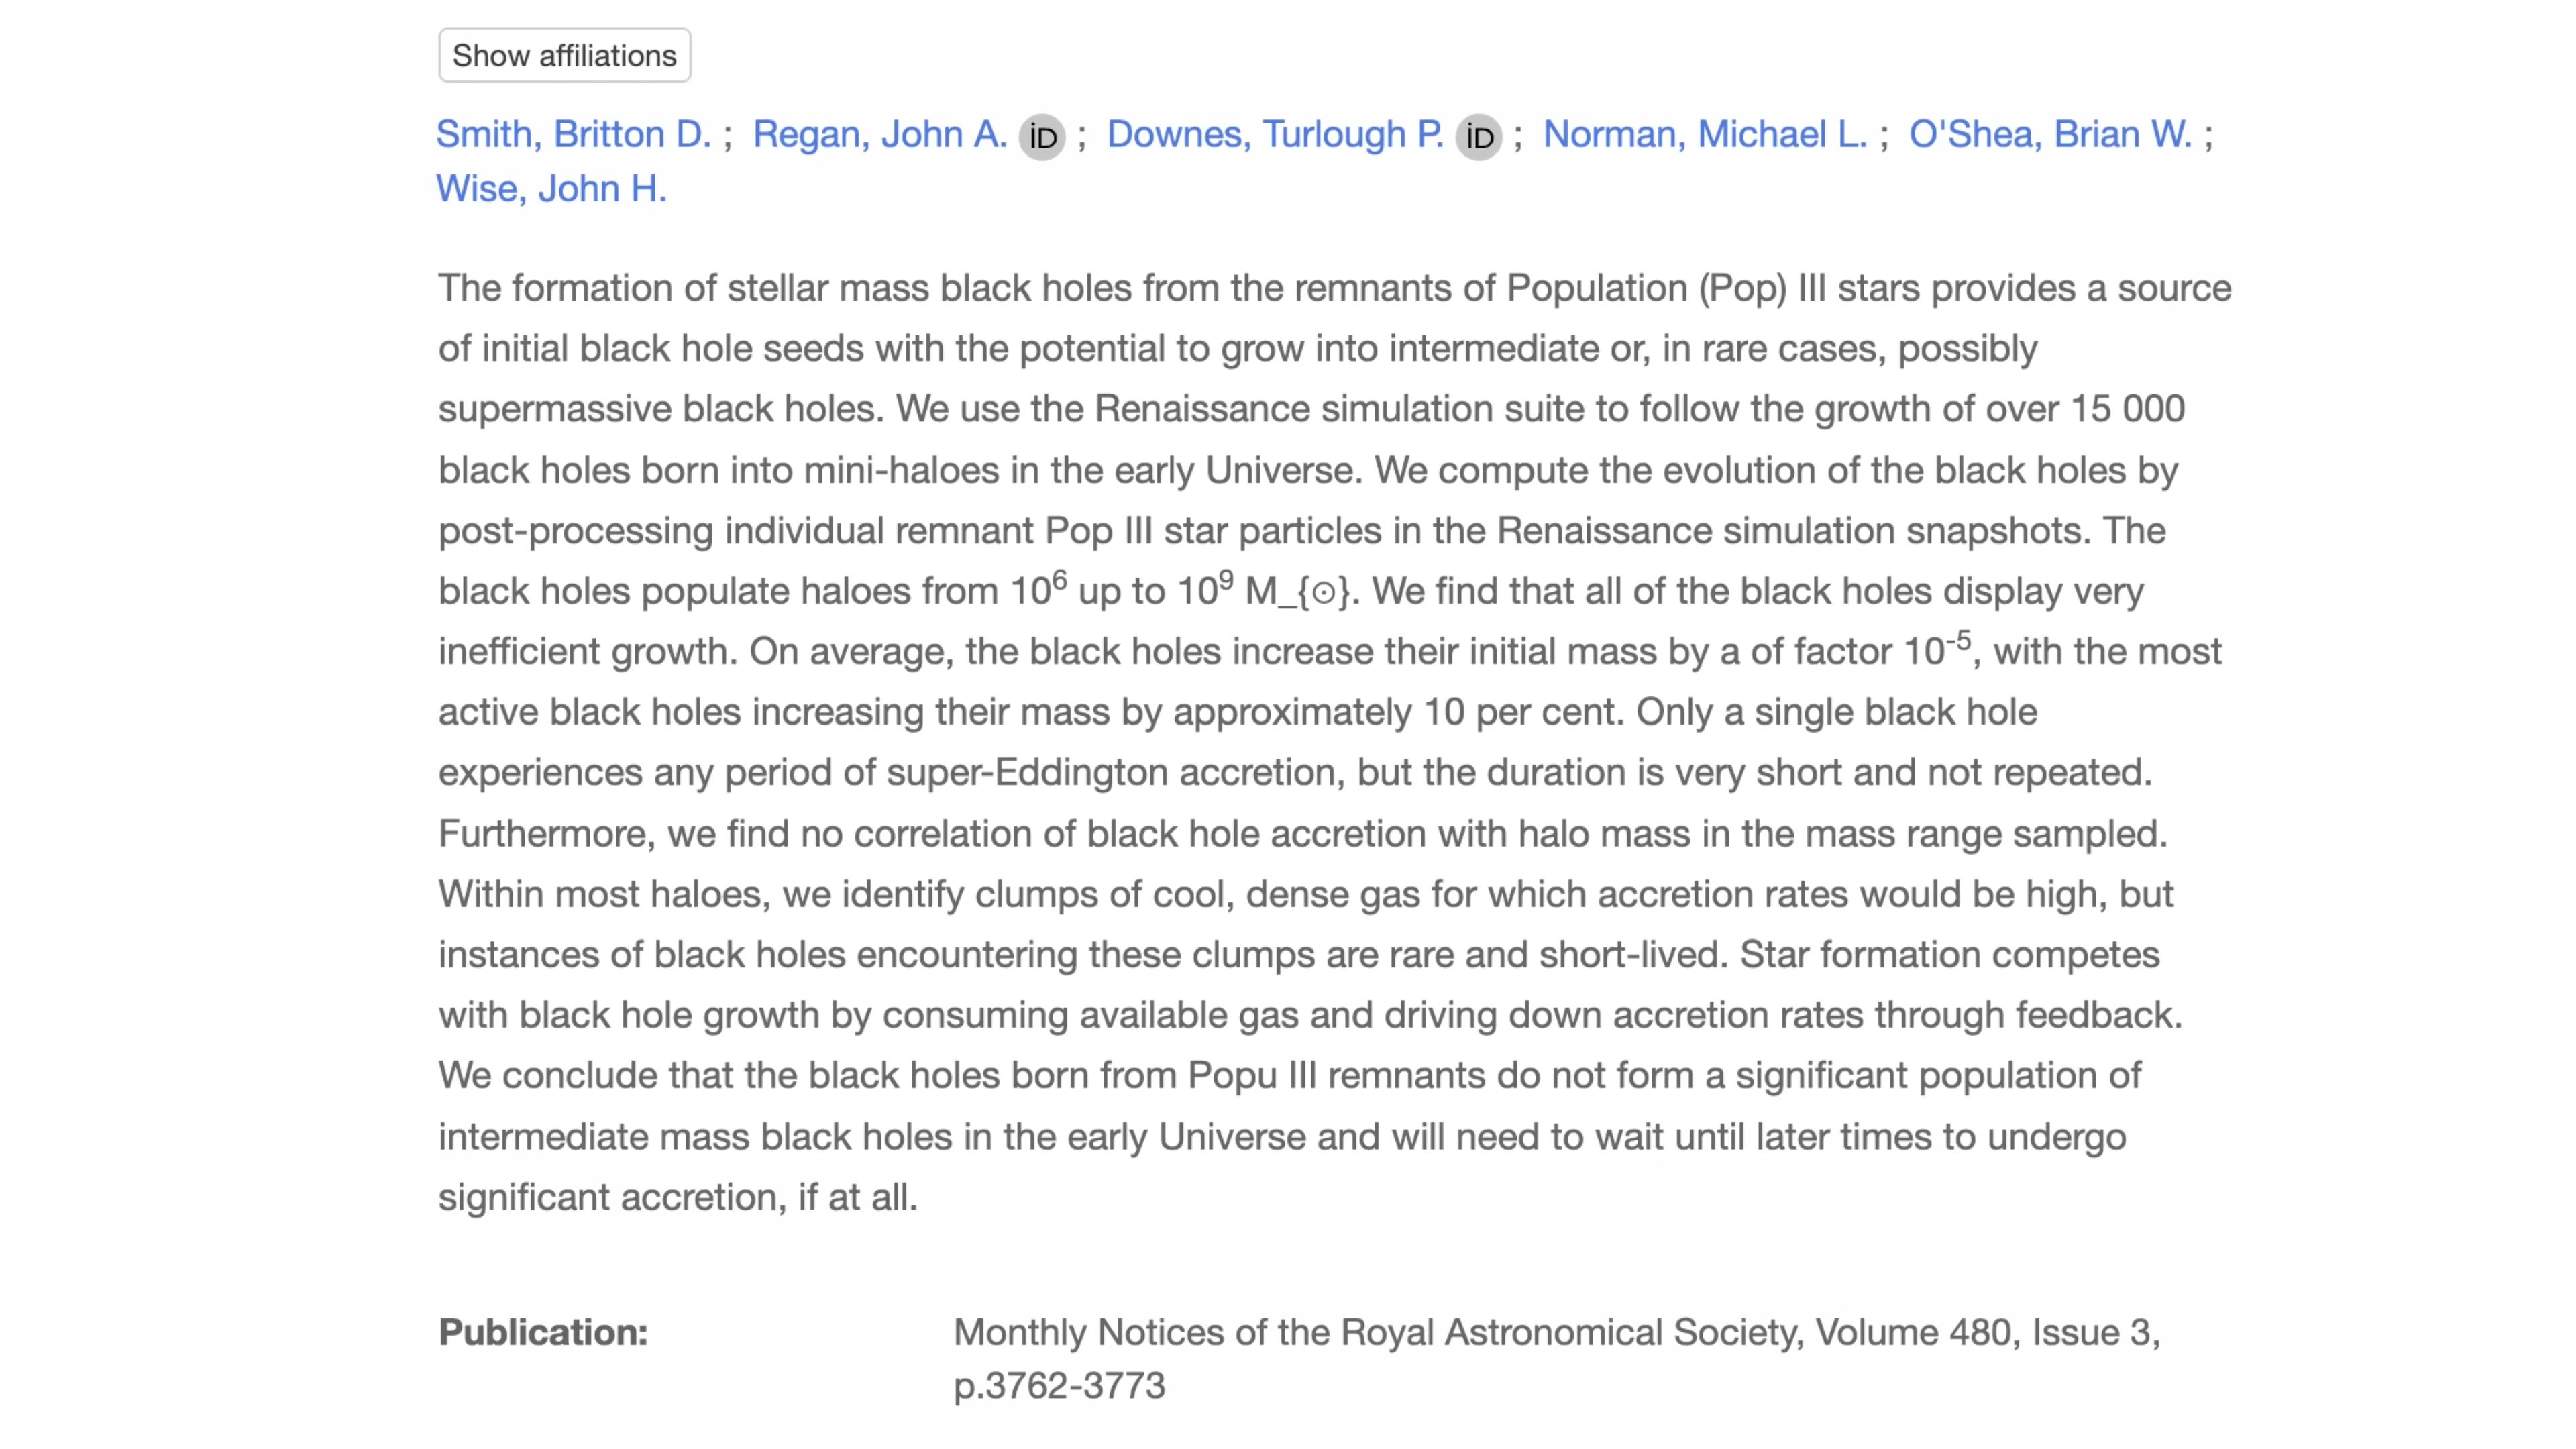 Show affiliations
Smith, Britton D. ; Regan, John A. iD ; Downes, Turlough P. iD ; Norman, Michael L. ; O'Shea, Brian W. ;
Wise, John H.
The formation of stellar mass black holes from the remnants of Population (Pop) III stars provides a source
of initial black hole seeds with the potential to grow into intermediate or, in rare cases, possibly
supermassive black holes. We use the Renaissance simulation suite to follow the growth of over 15 000
black holes born into mini-haloes in the early Universe. We compute the evolution of the black holes by
post-processing individual remnant Pop III star particles in the Renaissance simulation snapshots. The
black holes populate haloes from 10⁶ up to 10⁹ M_{⊙}. We find that all of the black holes display very
inefficient growth. On average, the black holes increase their initial mass by a of factor 10⁻⁵, with the most
active black holes increasing their mass by approximately 10 per cent. Only a single black hole
experiences any period of super-Eddington accretion, but the duration is very short and not repeated.
Furthermore, we find no correlation of black hole accretion with halo mass in the mass range sampled.
Within most haloes, we identify clumps of cool, dense gas for which accretion rates would be high, but
instances of black holes encountering these clumps are rare and short-lived. Star formation competes
with black hole growth by consuming available gas and driving down accretion rates through feedback.
We conclude that the black holes born from Popu III remnants do not form a significant population of
intermediate mass black holes in the early Universe and will need to wait until later times to undergo
significant accretion, if at all.
Publication: Monthly Notices of the Royal Astronomical Society, Volume 480, Issue 3,
p.3762-3773